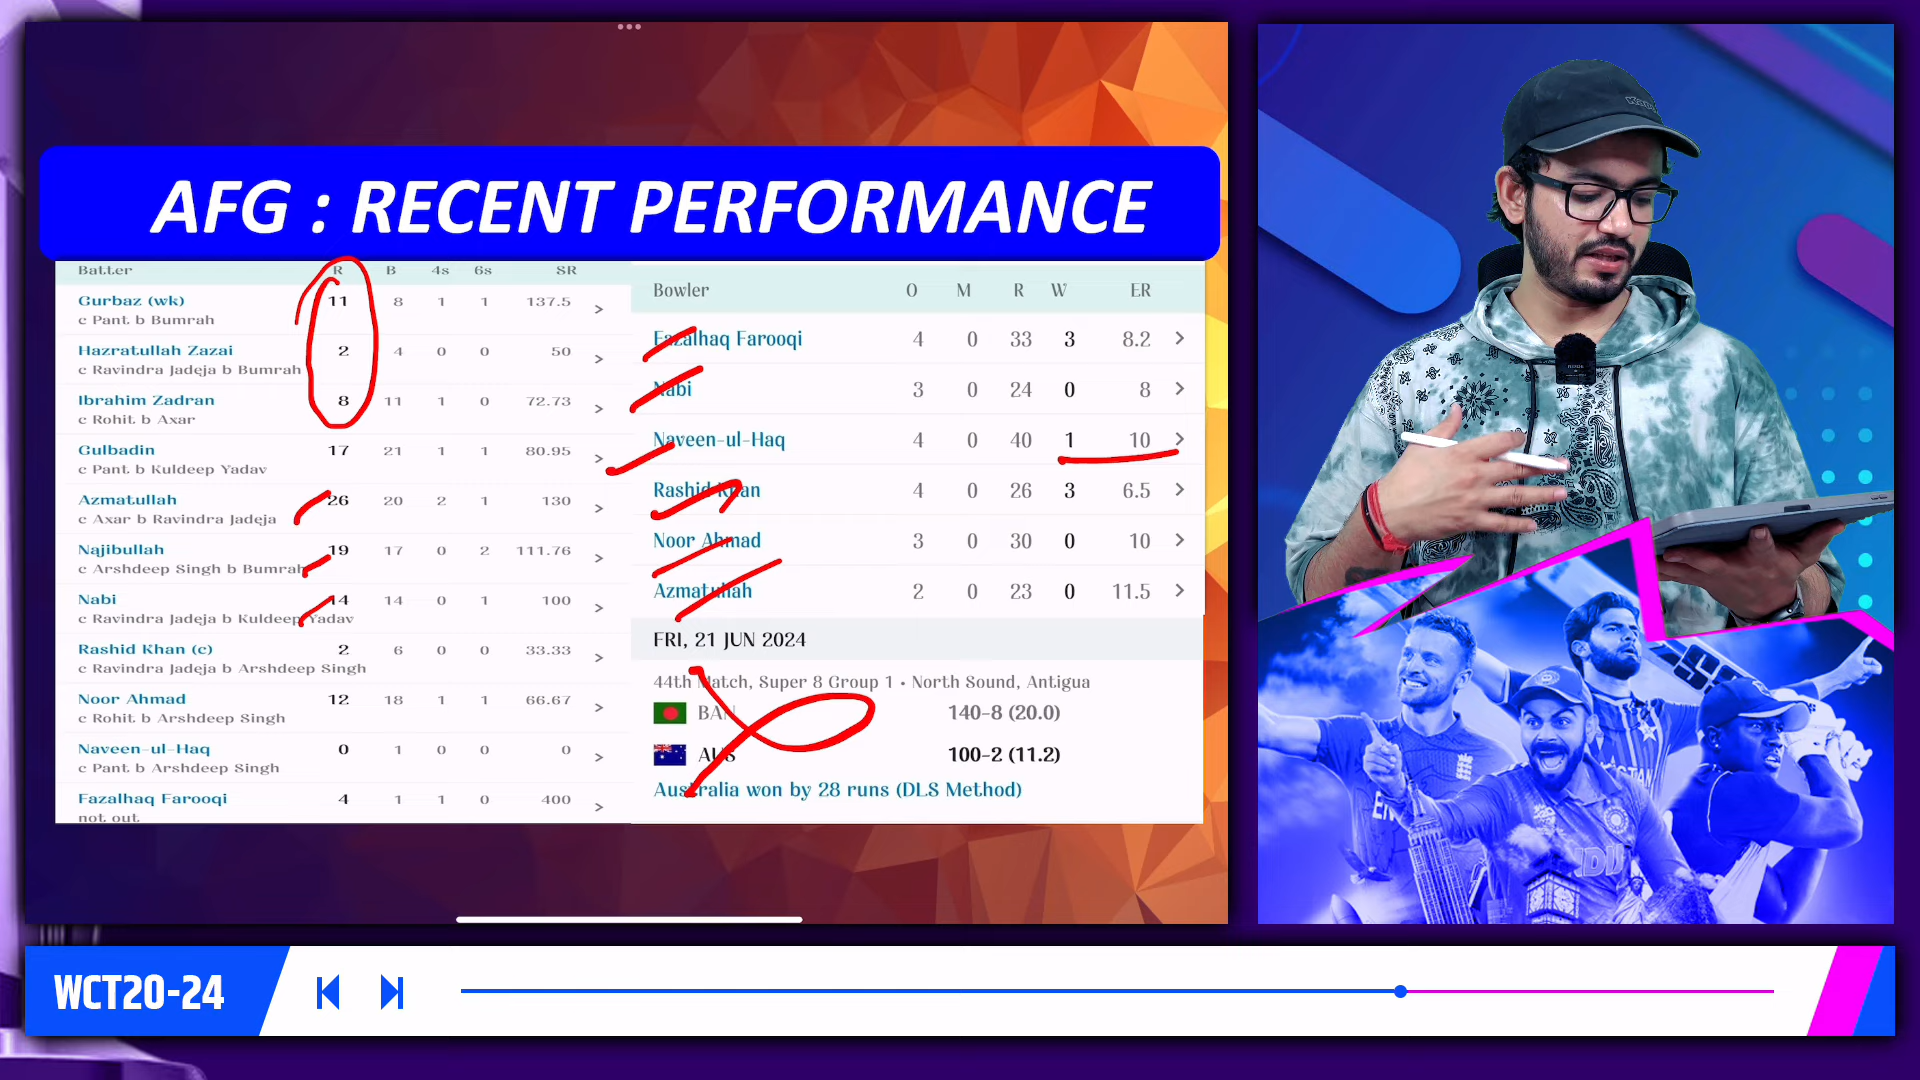 AFG : RECENT PERFORMANCE
Batter R B 4s 6s SR
Gurbaz (wk) 11 8 1 1 137.5 >
c Pant b Bumrah
Hazratullah Zazai 2 4 0 0 50 >
c Ravindra Jadeja b Bumrah
Ibrahim Zadran 8 11 1 0 72.73 >
c Rohit b Axar
Gulbadin 17 21 1 1 80.95 >
c Pant b Kuldeep Yadav
Azmatullah 26 20 2 1 130 >
c Axar b Ravindra Jadeja
Najibullah 19 17 0 2 111.76 >
c Arshdeep Singh b Bumrah
Nabi 14 14 0 1 100 >
c Ravindra Jadeja b Kuldeep Yadav
Rashid Khan (c) 2 6 0 0 33.33 >
c Ravindra Jadeja b Arshdeep Singh
Noor Ahmad 12 18 1 1 66.67 >
c Rohit b Arshdeep Singh
Naveen-ul-Haq 0 1 0 0 0 >
c Pant b Arshdeep Singh
Fazalhaq Farooqi 4 1 1 0 400 >
not out
Bowler O M R W ER
Fazalhaq Farooqi 4 0 33 3 8.2 >
Nabi 3 0 24 0 8 >
Naveen-ul-Haq 4 0 40 1 10 >
Rashid Khan 4 0 26 3 6.5 >
Noor Ahmad 3 0 30 0 10 >
Azmatullah 2 0 23 0 11.5 >
FRI, 21 JUN 2024
44th Match, Super 8 Group 1 • North Sound, Antigua
BAN 140-8 (20.0)
AUS 100-2 (11.2)
Australia won by 28 runs (DLS Method)
WCT20-24